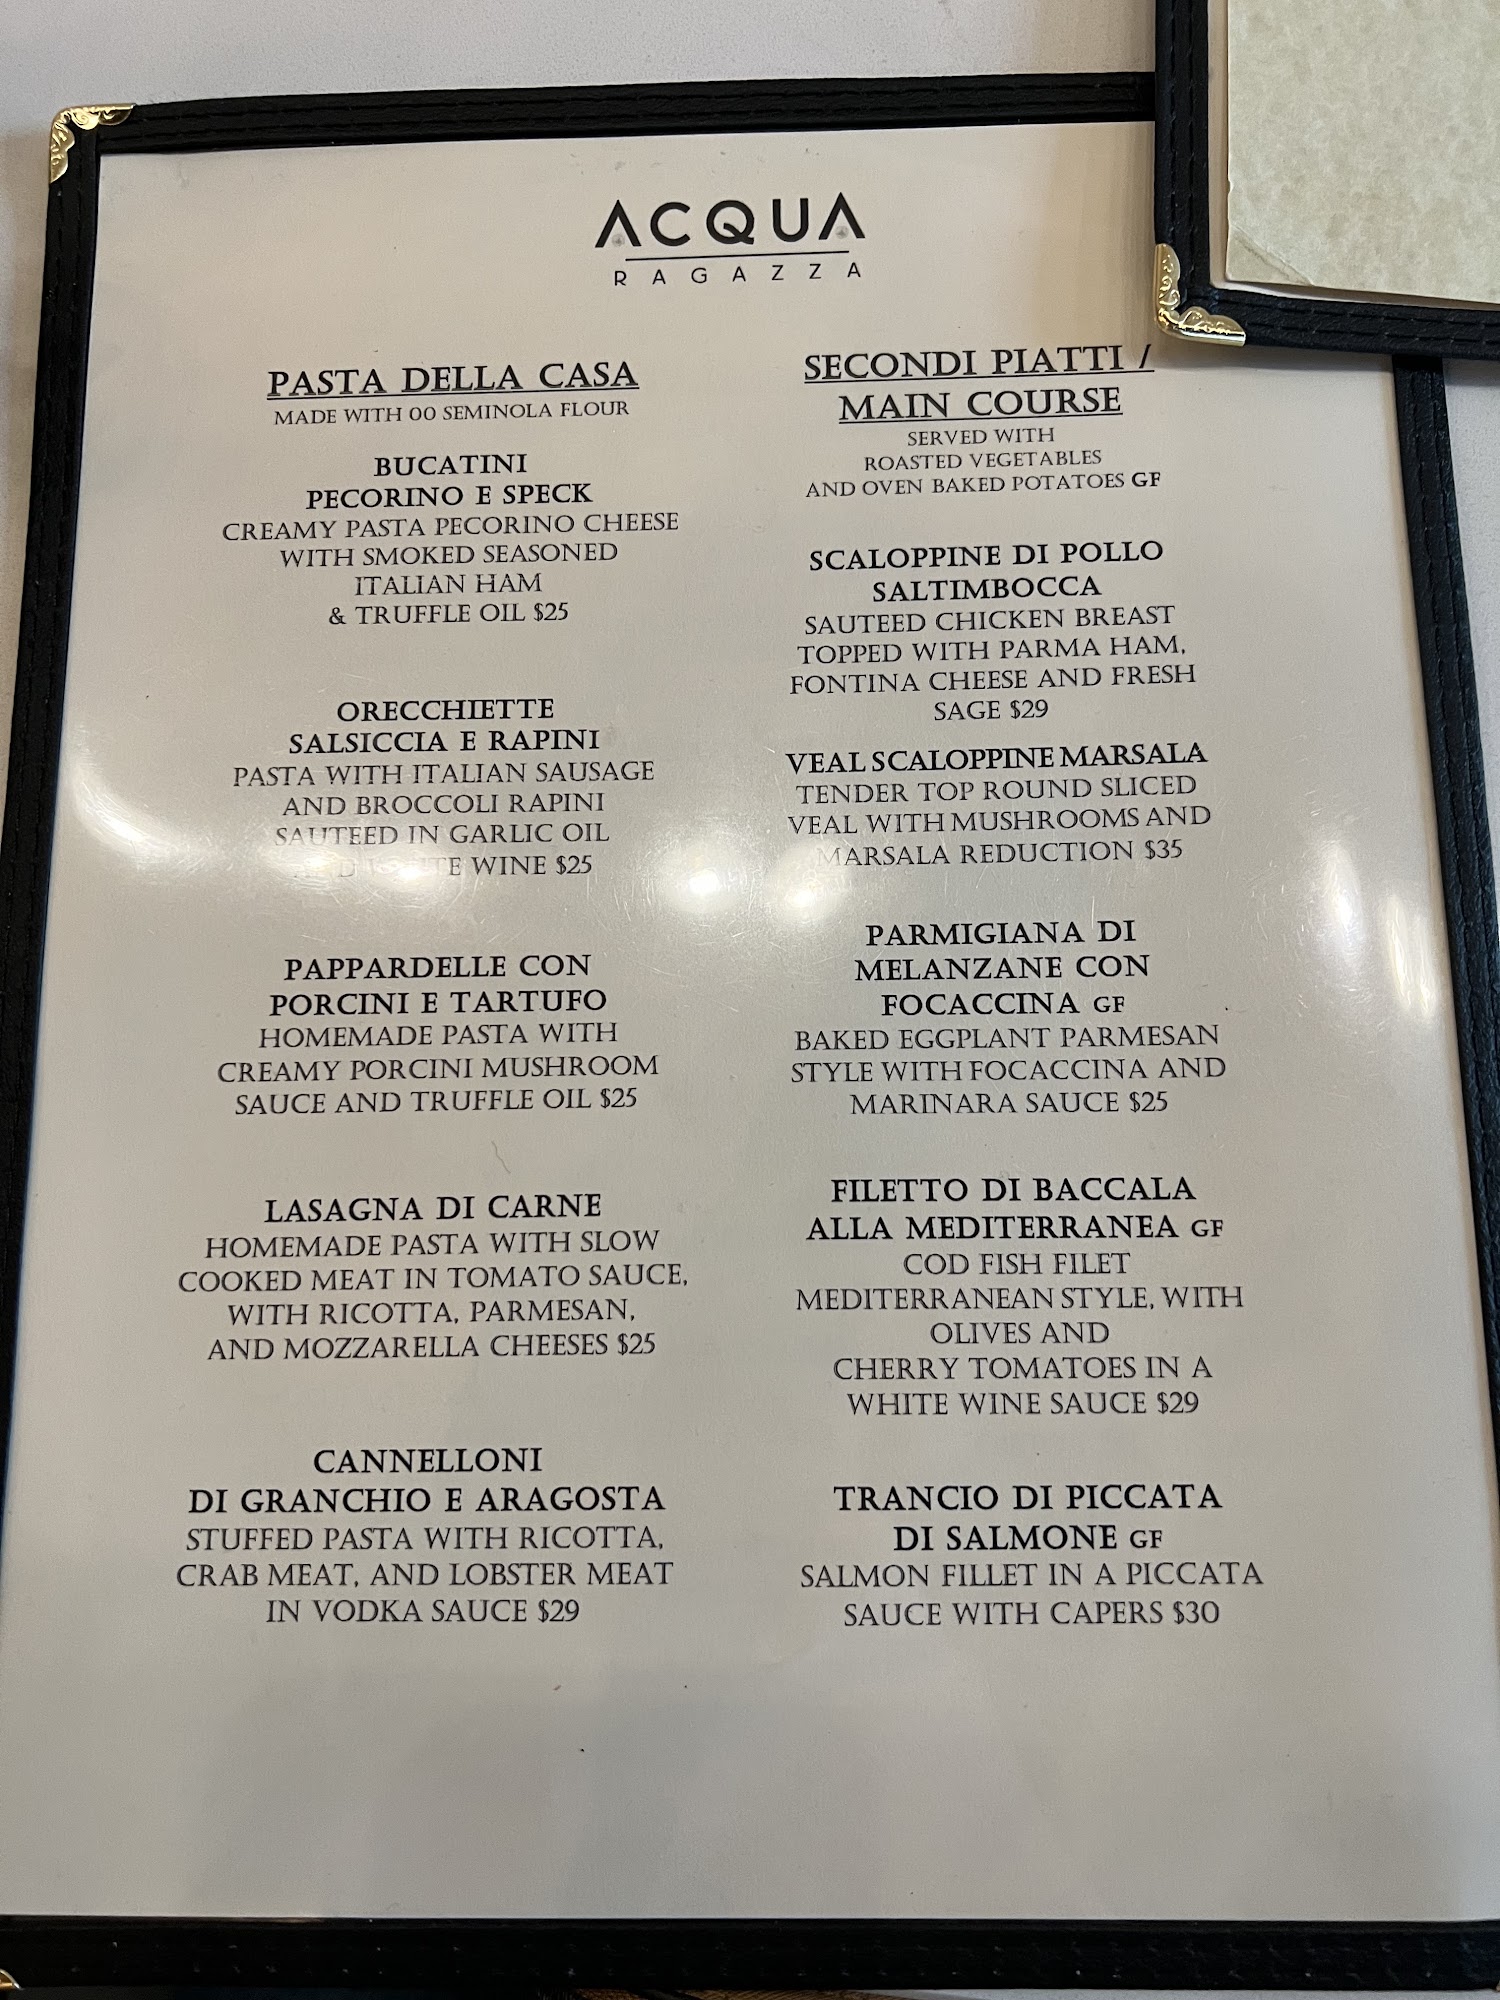 ACQUA
RAGAZZA
PASTA DELLA CASA
MADE WITH 00 SEMINOLA FLOUR
BUCATINI
PECORINO E SPECK
CREAMY PASTA PECORINO CHEESE
WITH SMOKED SEASONED
ITALIAN HAM
& TRUFFLE OIL $25
ORECCHIETTE
SALSICCIA E RAPINI
PASTA WITH ITALIAN SAUSAGE
AND BROCCOLI RAPINI
SAUTEED IN GARLIC OIL
AND WINE $25
PAPPARDELLE CON
PORCINI E TARTUFO
HOMEMADE PASTA WITH
CREAMY PORCINI MUSHROOM
SAUCE AND TRUFFLE OIL $25
LASAGNA DI CARNE
HOMEMADE PASTA WITH SLOW
COOKED MEAT IN TOMATO SAUCE,
WITH RICOTTA, PARMESAN,
AND MOZZARELLA CHEESES $25
CANNELLONI
DI GRANCHIO E ARAGOSTA
STUFFED PASTA WITH RICOTTA,
CRAB MEAT, AND LOBSTER MEAT
IN VODKA SAUCE $29
SECONDI PIATTI /
MAIN COURSE
SERVED WITH
ROASTED VEGETABLES
AND OVEN BAKED POTATOES GF
SCALOPPINE DI POLLO
SALTIMBOCCA
SAUTEED CHICKEN BREAST
TOPPED WITH PARMA HAM,
FONTINA CHEESE AND FRESH
SAGE $29
VEAL SCALOPPINE MARSALA
TENDER TOP ROUND SLICED
VEAL WITH MUSHROOMS AND
MARSALA REDUCTION $35
PARMIGIANA DI
MELANZANE CON
FOCACCINA GF
BAKED EGGPLANT PARMESAN
STYLE WITH FOCACCINA AND
MARINARA SAUCE $25
FILETTO DI BACCALA
ALLA MEDITERRANEA GF
COD FISH FILET
MEDITERRANEAN STYLE, WITH
OLIVES AND
CHERRY TOMATOES IN A
WHITE WINE SAUCE $29
TRANCIO DI PICCATA
DI SALMONE GF
SALMON FILLET IN A PICCATA
SAUCE WITH CAPERS $30